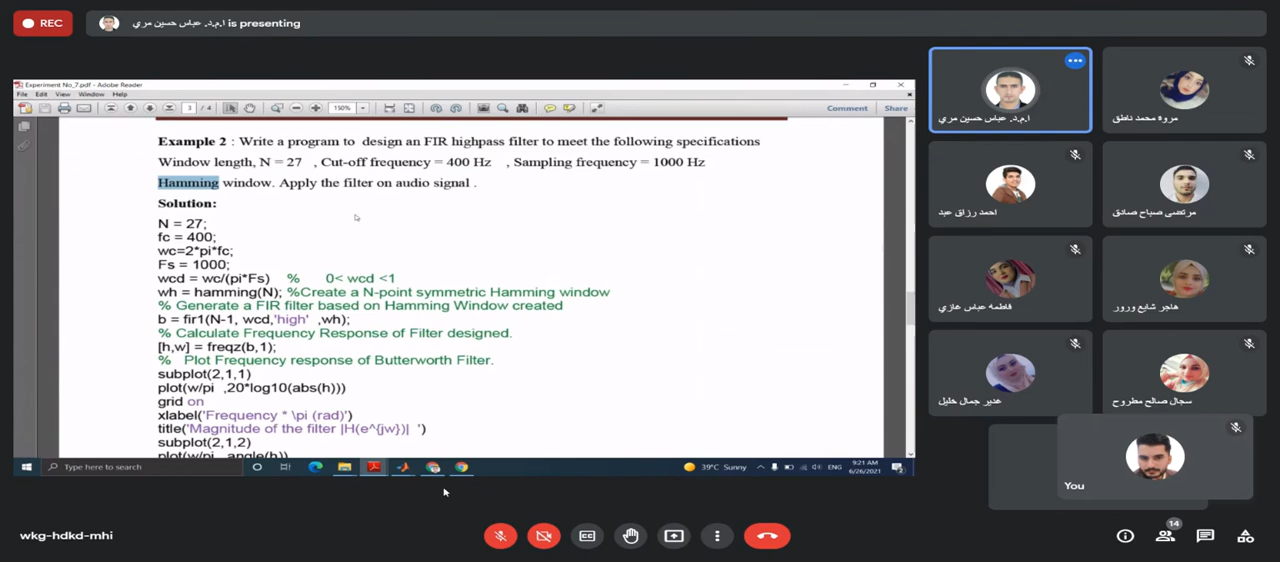 REC
ا.م.د. عباس حسين مري is presenting
Experiment No_7.pdf - Adobe Reader
File Edit View Window Help
3 / 4
150%
Comment
Share
Example 2 : Write a program to design an FIR highpass filter to meet the following specifications
Window length, N = 27 , Cut-off frequency = 400 Hz , Sampling frequency = 1000 Hz
Hamming window. Apply the filter on audio signal .
Solution:
N = 27;
fc = 400;
wc=2*pi*fc;
Fs = 1000;
wcd = wc/(pi*Fs) % 0< wcd <1
wh = hamming(N); %Create a N-point symmetric Hamming window
% Generate a FIR filter based on Hamming Window created
b = fir1(N-1, wcd,'high' ,wh);
% Calculate Frequency Response of Filter designed.
[h,w] = freqz(b,1);
% Plot Frequency response of Butterworth Filter.
subplot(2,1,1)
plot(w/pi ,20*log10(abs(h)))
grid on
xlabel('Frequency * \pi (rad)')
title('Magnitude of the filter |H(e^{jw})| ')
subplot(2,1,2)
plot(w/pi ,angle(h))
Type here to search
39°C Sunny
ENG
9:21 AM
6/26/2021
2
ا.م.د. عباس حسين مري
مروه محمد ناطق
احمد رزاق عبد
مرتضى صباح صادق
فاطمه عباس غازي
هاجر شايع ورور
غدير جمال خليل
سجال صالح مطروح
You
wkg-hdkd-mhi
14